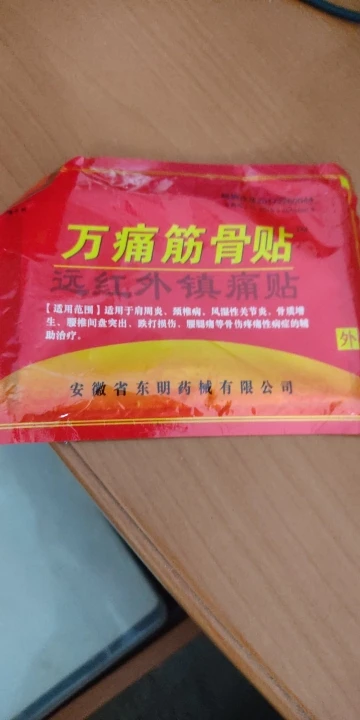 万痛筋骨贴
远红外镇痛贴
【适用范围】适用于肩周炎、颈椎病、风湿性关节炎、骨质增
生、腰椎间盘突出、跌打损伤、腰腿痛等骨伤疼痛性病症的辅
助治疗。
外
安徽省东明药械有限公司